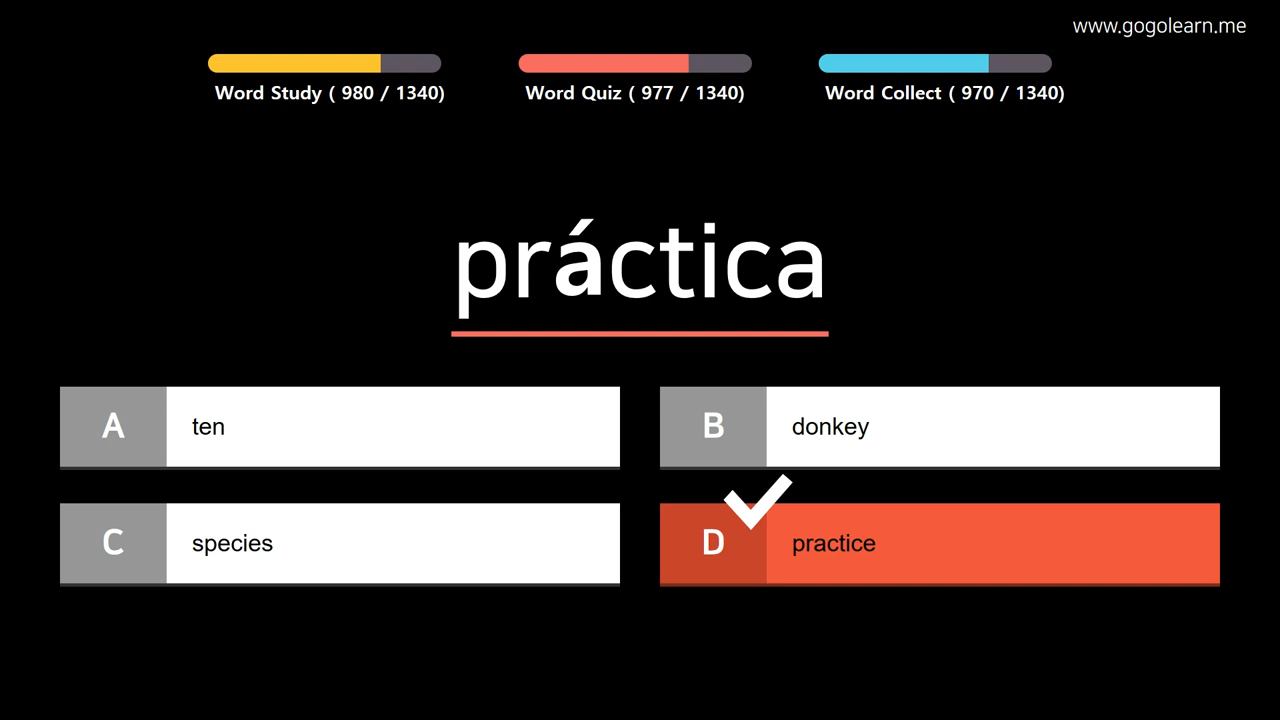 www.gogolearn.me
Word Study ( 980 / 1340)
Word Quiz ( 977 / 1340)
Word Collect ( 970 / 1340)
práctica
A ten
B donkey
C species
D practice